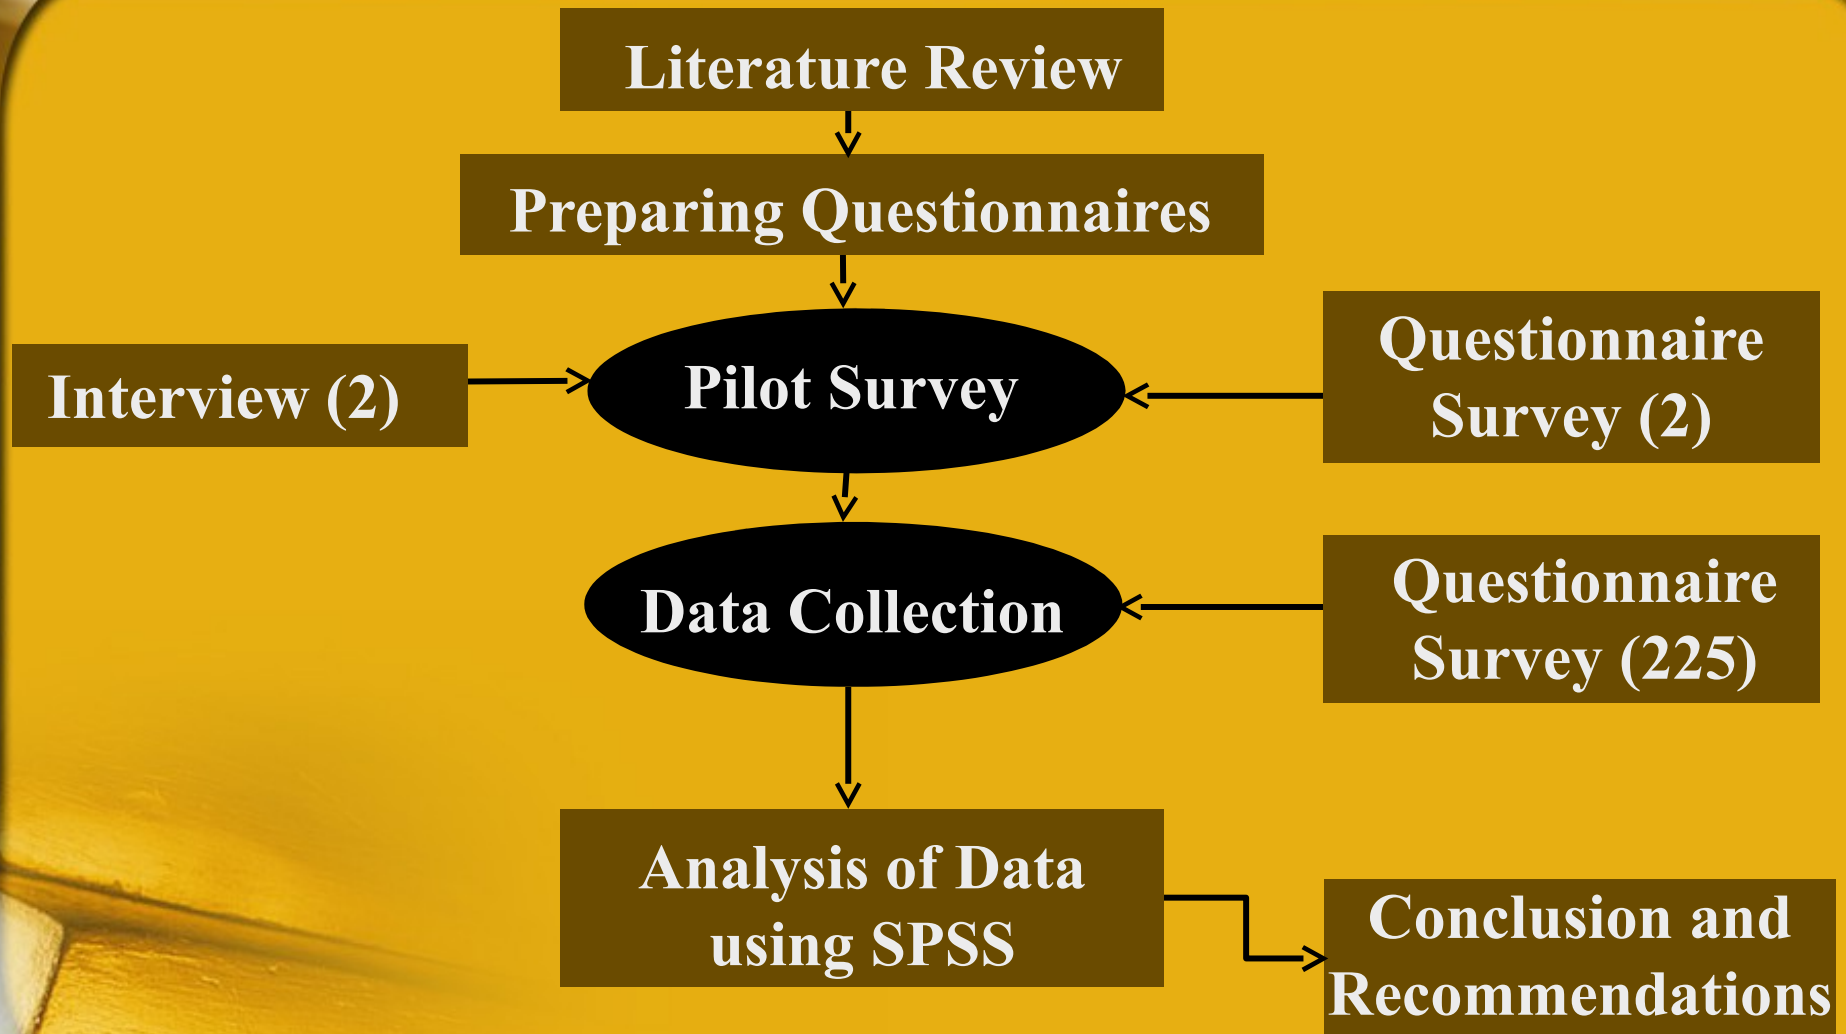 Literature Review
Preparing Questionnaires
Interview (2)
Pilot Survey
Questionnaire
Survey (2)
Data Collection
Questionnaire
Survey (225)
Analysis of Data
using SPSS
Conclusion and
Recommendations